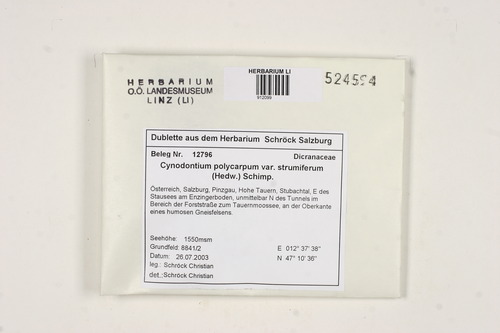 HERBARIUM LI
912099
HERBARIUM
O.Ö. LANDESMUSEUM
LINZ (LI)
524594
Dublette aus dem Herbarium Schröck Salzburg
Beleg Nr. 12796 Dicranaceae
Cynodontium polycarpum var. strumiferum
(Hedw.) Schimp.
Österreich, Salzburg, Pinzgau, Hohe Tauern, Stubachtal, E des
Stausees am Enzingerboden, unmittelbar N des Tunnels im
Bereich der Forststraße zum Tauernmoossee, an der Oberkante
eines humosen Gneisfelsens.
Seehöhe: 1550msm
Grundfeld: 8841/2 E 012° 37' 38"
Datum: 26.07.2003 N 47° 10' 36"
leg.: Schröck Christian
det.:Schröck Christian